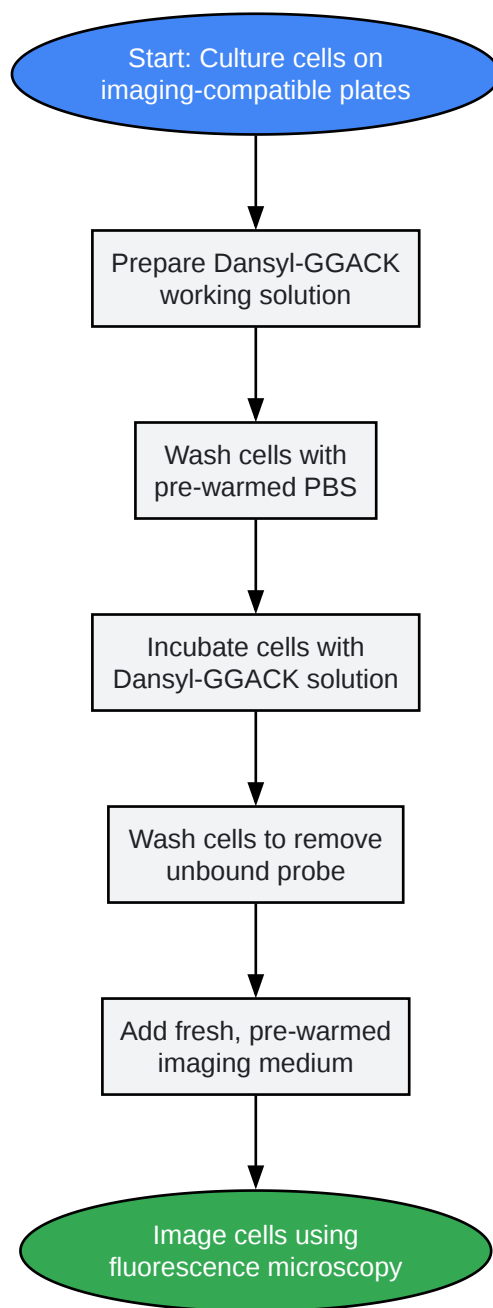 Start: Culture cells on
imaging-compatible plates
Prepare Dansyl-GGACK
working solution
Wash cells with
pre-warmed PBS
Incubate cells with
Dansyl-GGACK solution
Wash cells to remove
unbound probe
Add fresh, pre-warmed
imaging medium
Image cells using
fluorescence microscopy